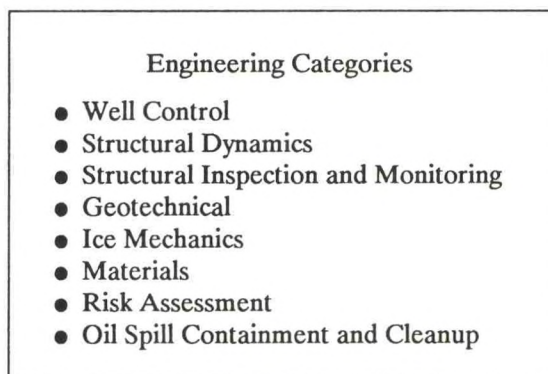 Engineering Categories
● Well Control
● Structural Dynamics
● Structural Inspection and Monitoring
● Geotechnical
● Ice Mechanics
● Materials
● Risk Assessment
● Oil Spill Containment and Cleanup